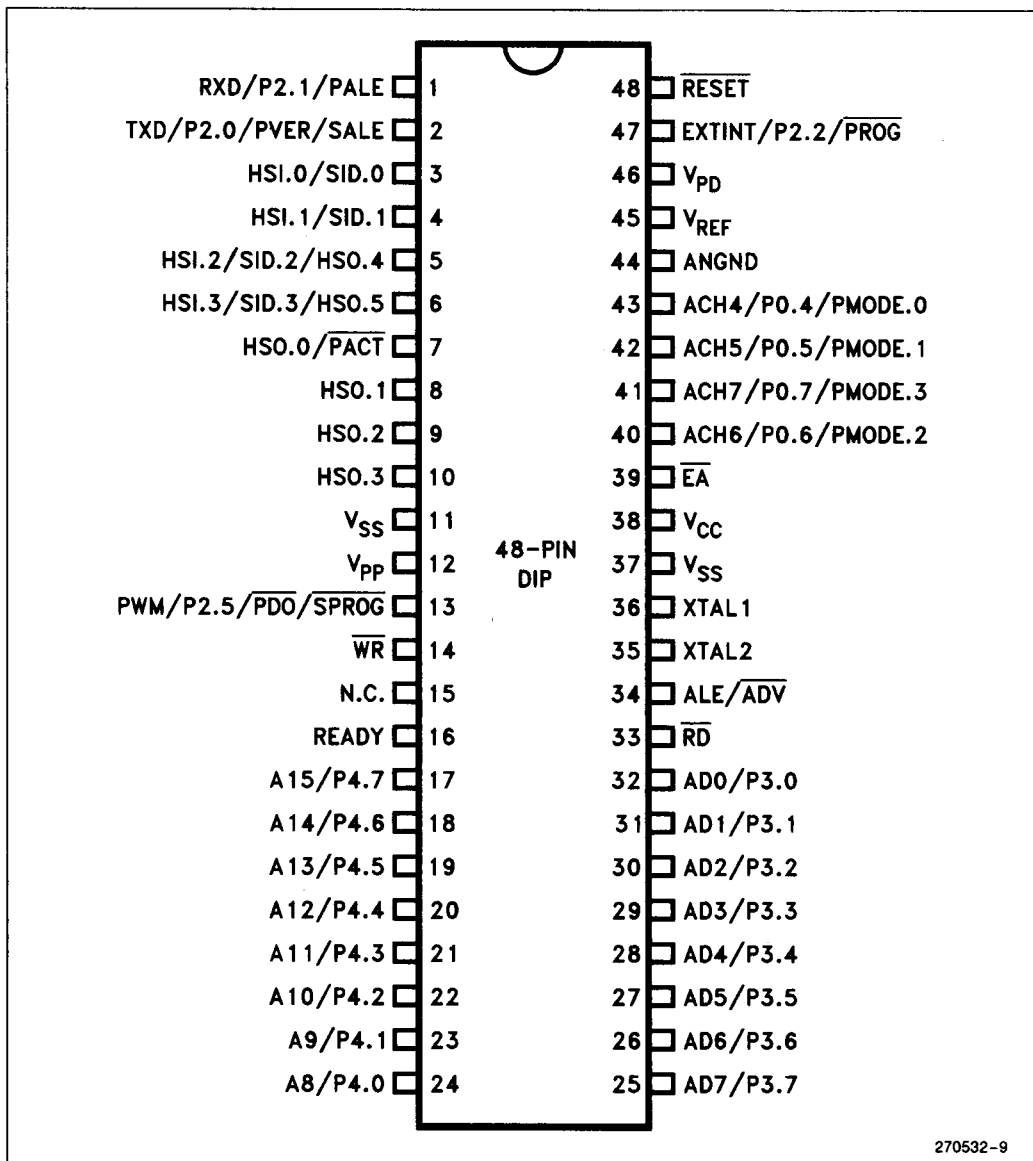 RXD/P2.1/PALE 1
TXD/P2.0/PVER/SALE 2
HSI.0/SID.0 3
HSI.1/SID.1 4
HSI.2/SID.2/HSO.4 5
HSI.3/SID.3/HSO.5 6
HSO.0/P̅A̅C̅T̅ 7
HSO.1 8
HSO.2 9
HSO.3 10
VSS 11
VPP 12
PWM/P2.5/P̅D̅O̅/S̅P̅R̅O̅G̅ 13
W̅R̅ 14
N.C. 15
READY 16
A15/P4.7 17
A14/P4.6 18
A13/P4.5 19
A12/P4.4 20
A11/P4.3 21
A10/P4.2 22
A9/P4.1 23
A8/P4.0 24
48-PIN
DIP
48 R̅E̅S̅E̅T̅
47 EXTINT/P2.2/P̅R̅O̅G̅
46 VPD
45 VREF
44 ANGND
43 ACH4/P0.4/PMODE.0
42 ACH5/P0.5/PMODE.1
41 ACH7/P0.7/PMODE.3
40 ACH6/P0.6/PMODE.2
39 E̅A̅
38 VCC
37 VSS
36 XTAL1
35 XTAL2
34 ALE/A̅D̅V̅
33 R̅D̅
32 AD0/P3.0
31 AD1/P3.1
30 AD2/P3.2
29 AD3/P3.3
28 AD4/P3.4
27 AD5/P3.5
26 AD6/P3.6
25 AD7/P3.7
270532-9